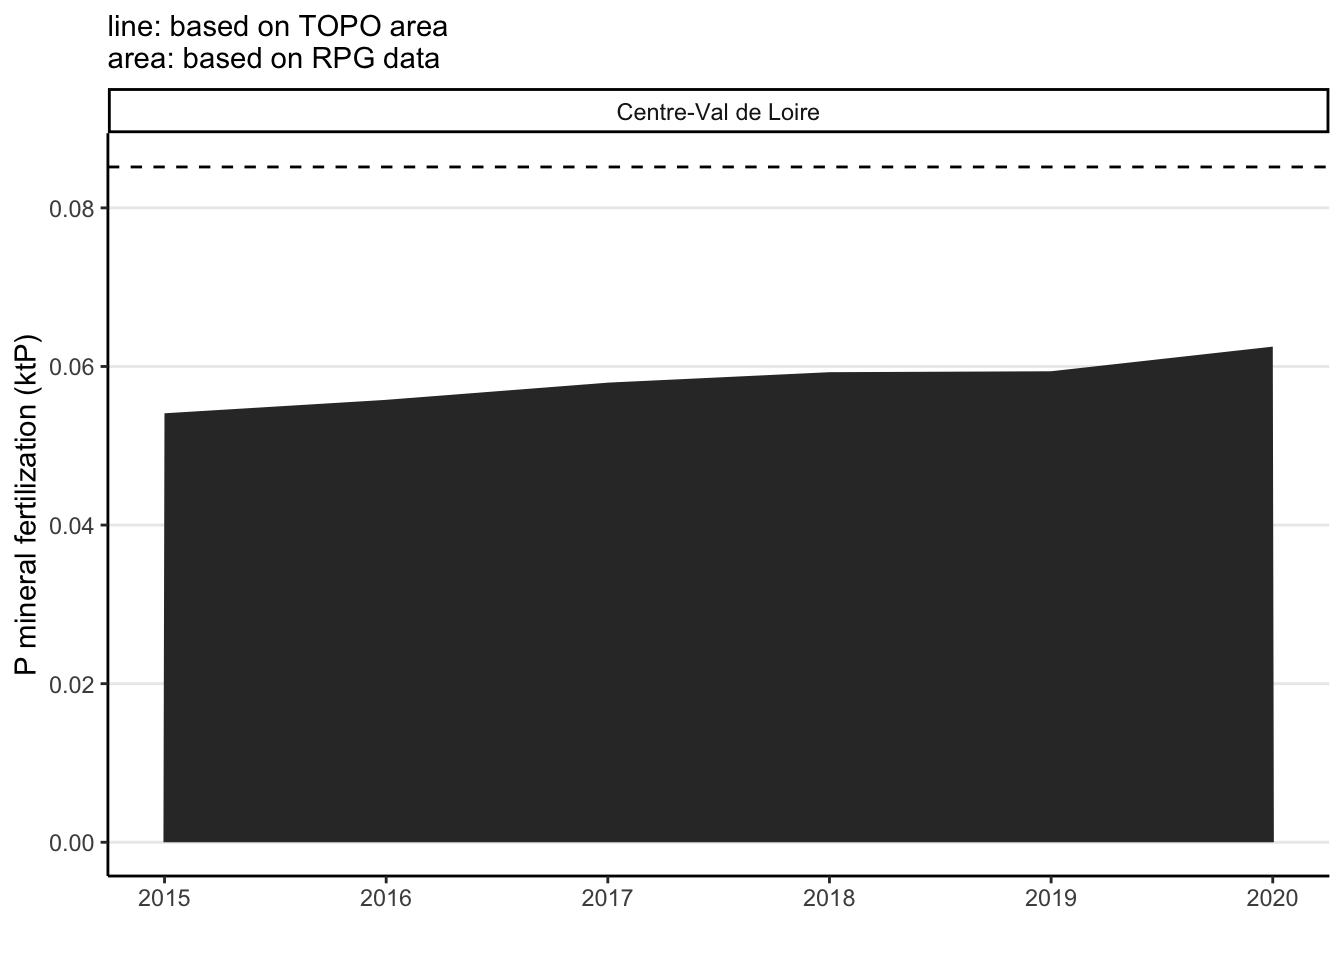 line: based on TOPO area
area: based on RPG data
Centre-Val de Loire
P mineral fertilization (ktP)
0.08
0.06
0.04
0.02
0.00
2015 2016 2017 2018 2019 2020